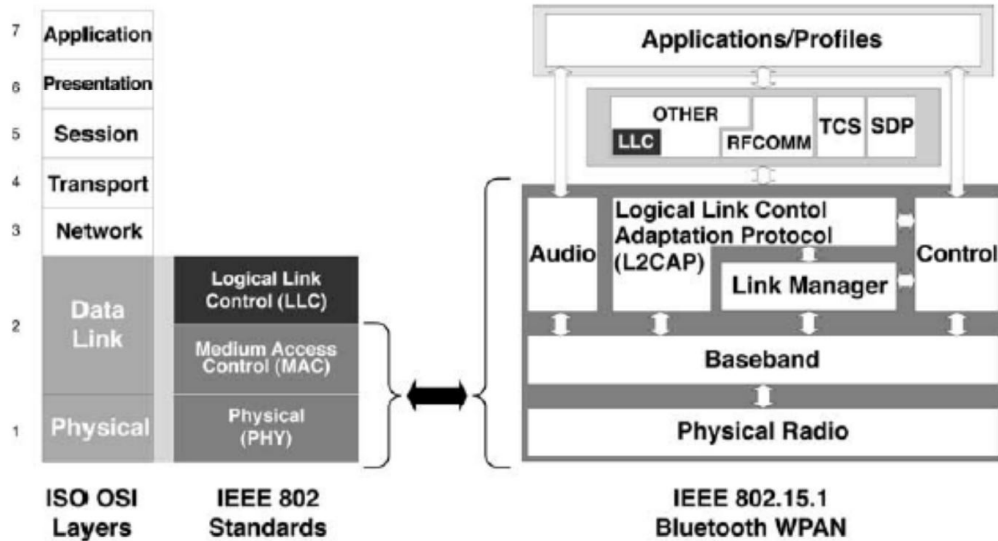 7
Application
6
Presentation
5
Session
4
Transport
3
Network
2
Data
Link
1
Physical
Logical Link
Control (LLC)
Medium Access
Control (MAC)
Physical
(PHY)
ISO OSI
Layers
IEEE 802
Standards
Applications/Profiles
OTHER
LLC
RFCOMM
TCS
SDP
Audio
Logical Link Contol
Adaptation Protocol
(L2CAP)
Link Manager
Control
Baseband
Physical Radio
IEEE 802.15.1
Bluetooth WPAN